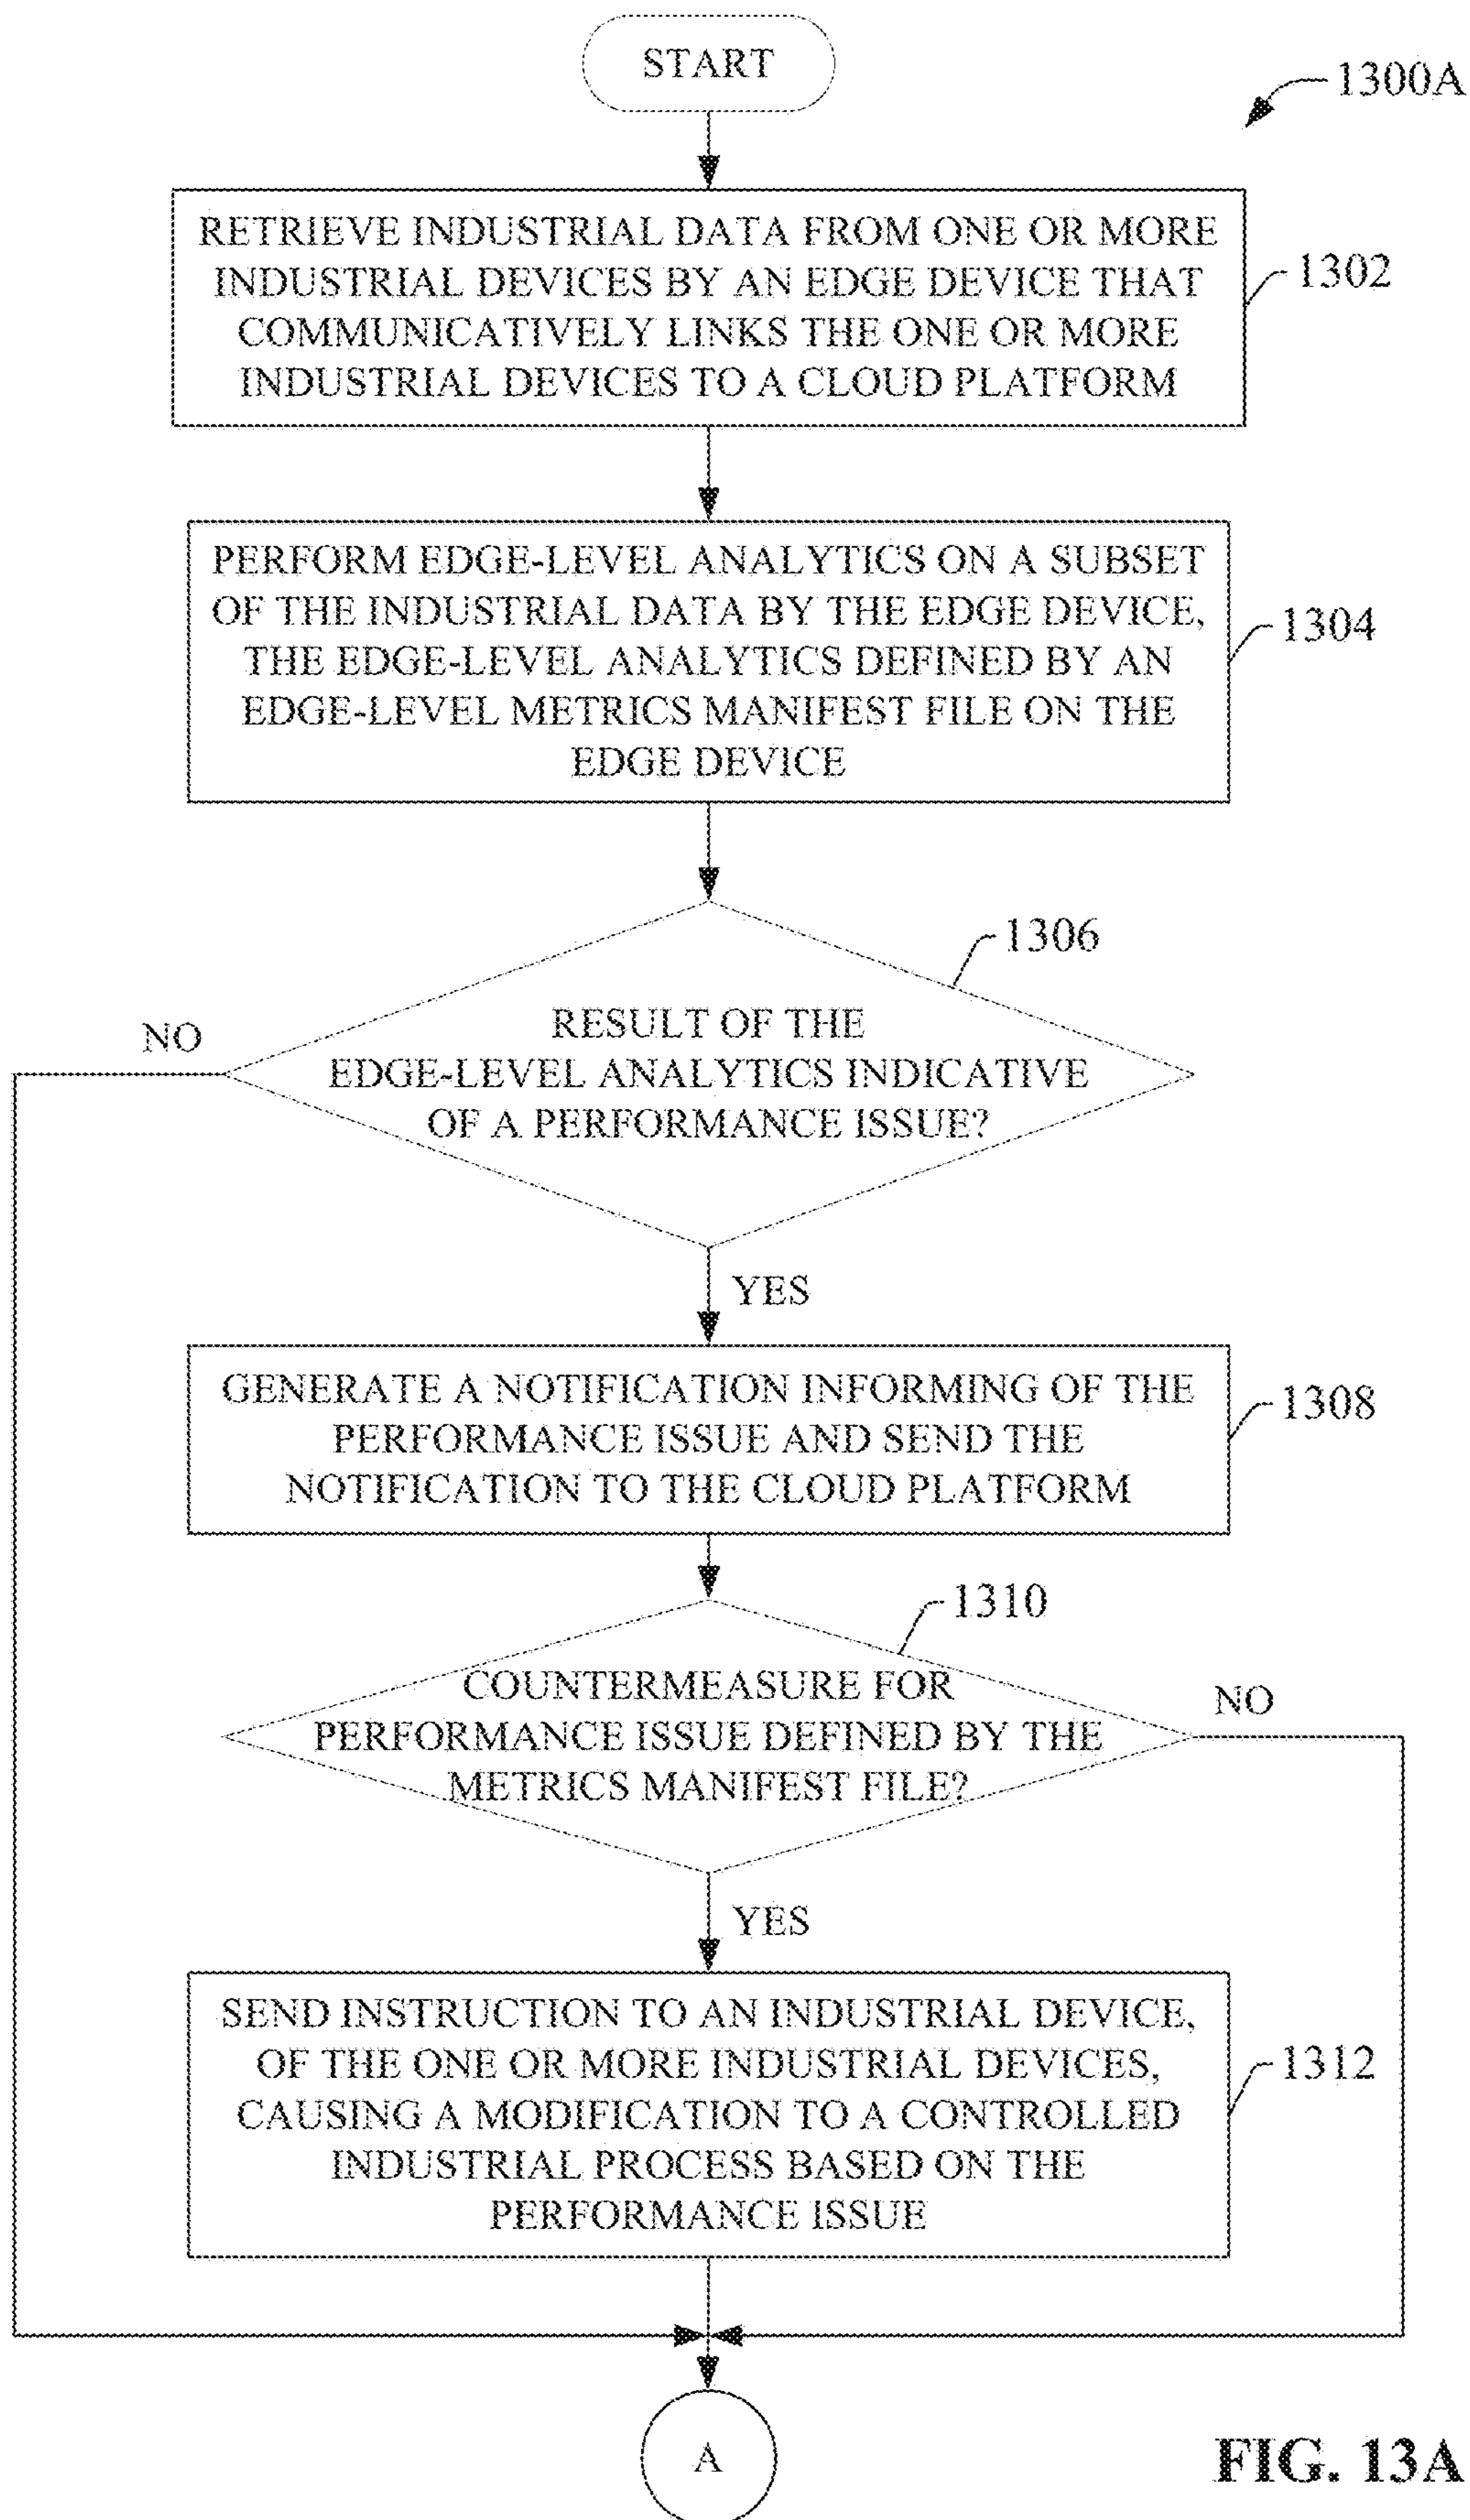 START
1300A
RETRIEVE INDUSTRIAL DATA FROM ONE OR MORE
INDUSTRIAL DEVICES BY AN EDGE DEVICE THAT
COMMUNICATIVELY LINKS THE ONE OR MORE
INDUSTRIAL DEVICES TO A CLOUD PLATFORM
1302
PERFORM EDGE-LEVEL ANALYTICS ON A SUBSET
OF THE INDUSTRIAL DATA BY THE EDGE DEVICE,
THE EDGE-LEVEL ANALYTICS DEFINED BY AN
EDGE-LEVEL METRICS MANIFEST FILE ON THE
EDGE DEVICE
1304
1306
RESULT OF THE
EDGE-LEVEL ANALYTICS INDICATIVE
OF A PERFORMANCE ISSUE?
NO
YES
GENERATE A NOTIFICATION INFORMING OF THE
PERFORMANCE ISSUE AND SEND THE
NOTIFICATION TO THE CLOUD PLATFORM
1308
1310
COUNTERMEASURE FOR
PERFORMANCE ISSUE DEFINED BY THE
METRICS MANIFEST FILE?
NO
YES
SEND INSTRUCTION TO AN INDUSTRIAL DEVICE,
OF THE ONE OR MORE INDUSTRIAL DEVICES,
CAUSING A MODIFICATION TO A CONTROLLED
INDUSTRIAL PROCESS BASED ON THE
PERFORMANCE ISSUE
1312
A
FIG. 13A